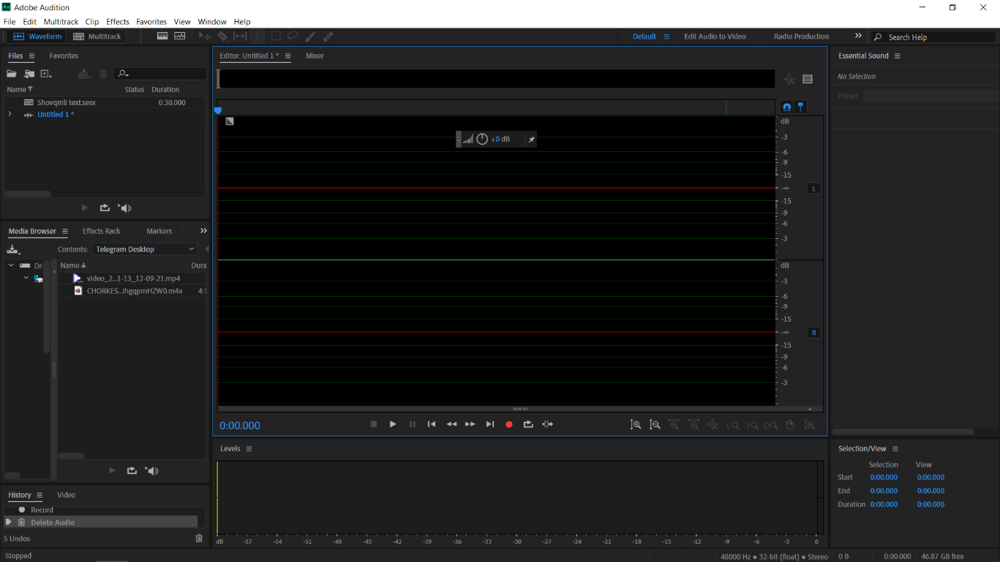 Au Adobe Audition
File Edit Multitrack Clip Effects Favorites View Window Help
Waveform Multitrack Default Edit Audio to Video Radio Production Search Help
Files Favorites
Name Status Duration
Shovqinli text.sesx 0:30.000
Untitled 1 *
Media Browser Effects Rack Markers
Contents: Telegram Desktop
Dri Name Dura
video_2...1-13_12-09-21.mp4
CHORKES...lhgqpmHZW0.m4a 4:1
History Video
Record
Delete Audio
5 Undos
Stopped
Editor: Untitled 1 * Mixer
+0 dB
dB
-3
-6
-9
-15
-∞
L
-15
-9
-6
-3
dB
-3
-6
-9
-15
-∞
R
-15
-9
-6
-3
0:00.000
Levels
dB -57 -54 -51 -48 -45 -42 -39 -36 -33 -30 -27 -24 -21 -18 -15 -12 -9 -6 -3 0
Essential Sound
No Selection
Preset:
Selection/View
Selection View
Start 0:00.000 0:00.000
End 0:00.000 0:00.000
Duration 0:00.000 0:00.000
48000 Hz ● 32-bit (float) ● Stereo 0 B 0:00.000 46.87 GB free